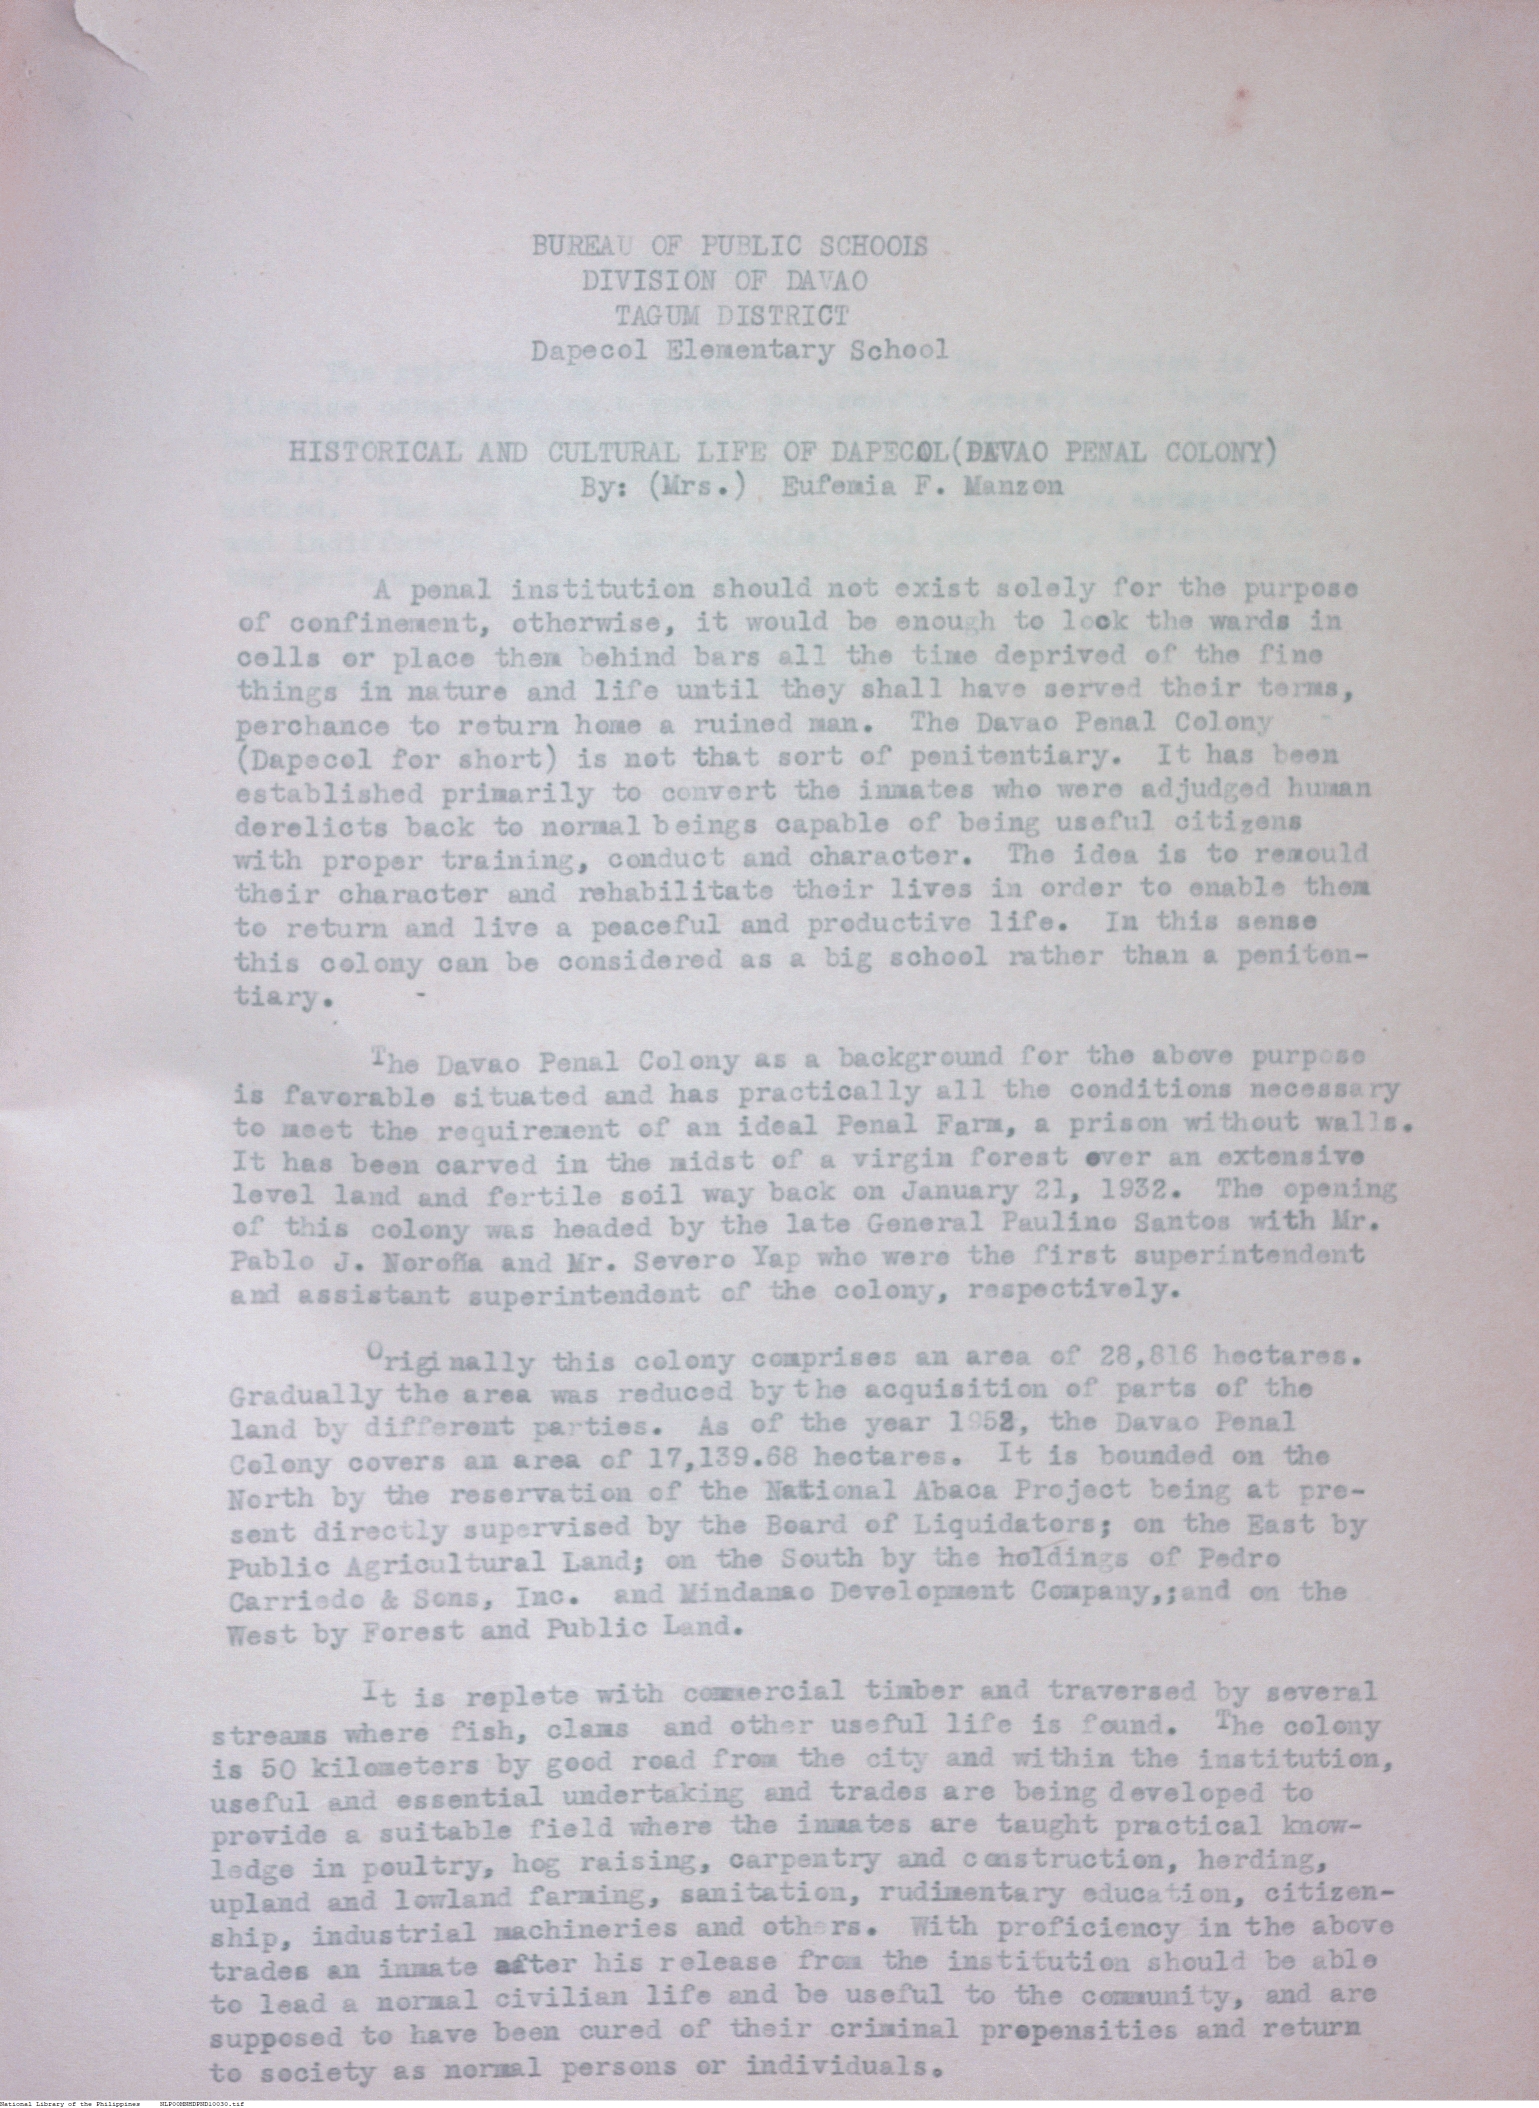 BUREAU OF PUBLIC SCHOOLS
DIVISION OF DAVAO
TAGUM DISTRICT
Dapecol Elementary School
HISTORICAL AND CULTURAL LIFE OF DAPECOL(DAVAO PENAL COLONY)
By: (Mrs.) Eufemia F. Manzon
A penal institution should not exist solely for the purpose
of confinement, otherwise, it would be enough to lock the wards in
cells or place them behind bars all the time deprived of the fine
things in nature and life until they shall have served their terms,
perchance to return home a ruined man. The Davao Penal Colony
(Dapecol for short) is not that sort of penitentiary. It has been
established primarily to convert the inmates who were adjudged human
derelicts back to normal beings capable of being useful citizens
with proper training, conduct and character. The idea is to remould
their character and rehabilitate their lives in order to enable them
to return and live a peaceful and productive life. In this sense
this colony can be considered as a big school rather than a peniten-
tiary.
The Davao Penal Colony as a background for the above purpose
is favorable situated and has practically all the conditions necessary
to meet the requirement of an ideal Penal Farm, a prison without walls.
It has been carved in the midst of a virgin forest over an extensive
level land and fertile soil way back on January 21, 1932. The opening
of this colony was headed by the late General Paulino Santos with Mr.
Pablo J. Noroña and Mr. Severo Yap who were the first superintendent
and assistant superintendent of the colony, respectively.
Originally this colony comprises an area of 28,816 hectares.
Gradually the area was reduced by the acquisition of parts of the
land by different parties. As of the year 1952, the Davao Penal
Colony covers an area of 17,139.68 hectares. It is bounded on the
North by the reservation of the National Abaca Project being at pre-
sent directly supervised by the Board of Liquidators; on the East by
Public Agricultural Land; on the South by the holdings of Pedro
Carriedo & Sons, Inc. and Mindanao Development Company,;and on the
West by Forest and Public Land.
It is replete with commercial timber and traversed by several
streams where fish, clams and other useful life is found. The colony
is 50 kilometers by good road from the city and within the institution,
useful and essential undertaking and trades are being developed to
provide a suitable field where the inmates are taught practical know-
ledge in poultry, hog raising, carpentry and construction, herding,
upland and lowland farming, sanitation, rudimentary education, citizen-
ship, industrial machineries and others. With proficiency in the above
trades an inmate after his release from the institution should be able
to lead a normal civilian life and be useful to the community, and are
supposed to have been cured of their criminal propensities and return
to society as normal persons or individuals.
National Library of the Philippines NLP00MNHDPND10030.tif